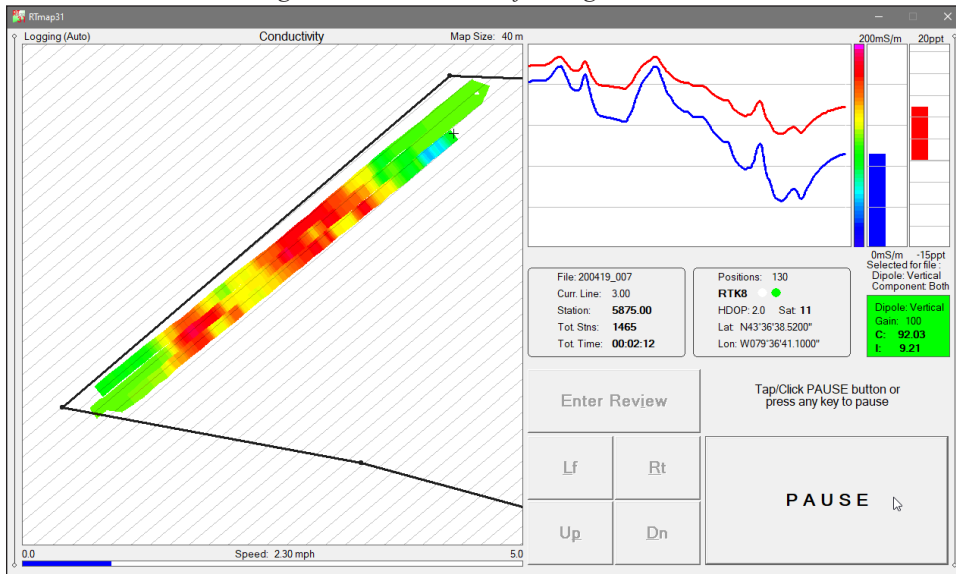 RTmap31
Logging (Auto)
Conductivity
Map Size: 40 m
200mS/m 20ppt
0mS/m -15ppt
Selected for file :
Dipole: Vertical
Component: Both
File: 200419_007
Curr. Line: 3.00
Station: 5875.00
Tot. Stns: 1465
Tot. Time: 00:02:12
Positions: 130
RTK8
HDOP: 2.0 Sat: 11
Lat: N43°36'38.5200"
Lon: W079°36'41.1000"
Dipole: Vertical
Gain: 100
C: 92.03
I: 9.21
Enter Review
Tap/Click PAUSE button or
press any key to pause
Lf
Rt
Up
Dn
PAUSE
0.0 Speed: 2.30 mph 5.0